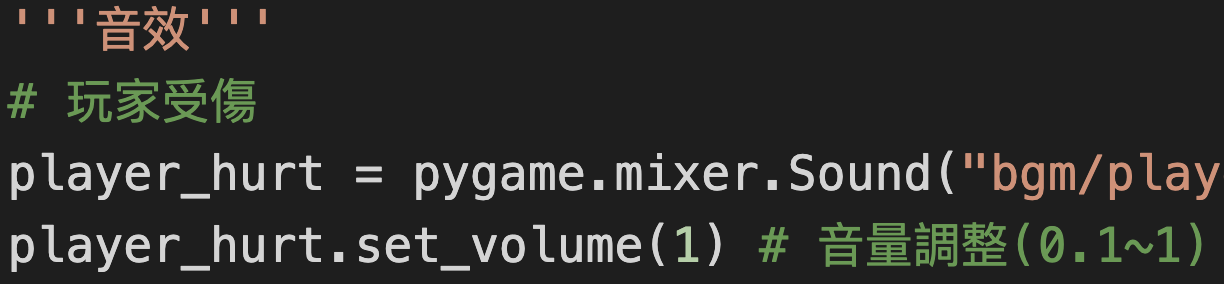 '''音效'''
# 玩家受傷
player_hurt = pygame.mixer.Sound("bgm/play
player_hurt.set_volume(1) # 音量調整(0.1~1)